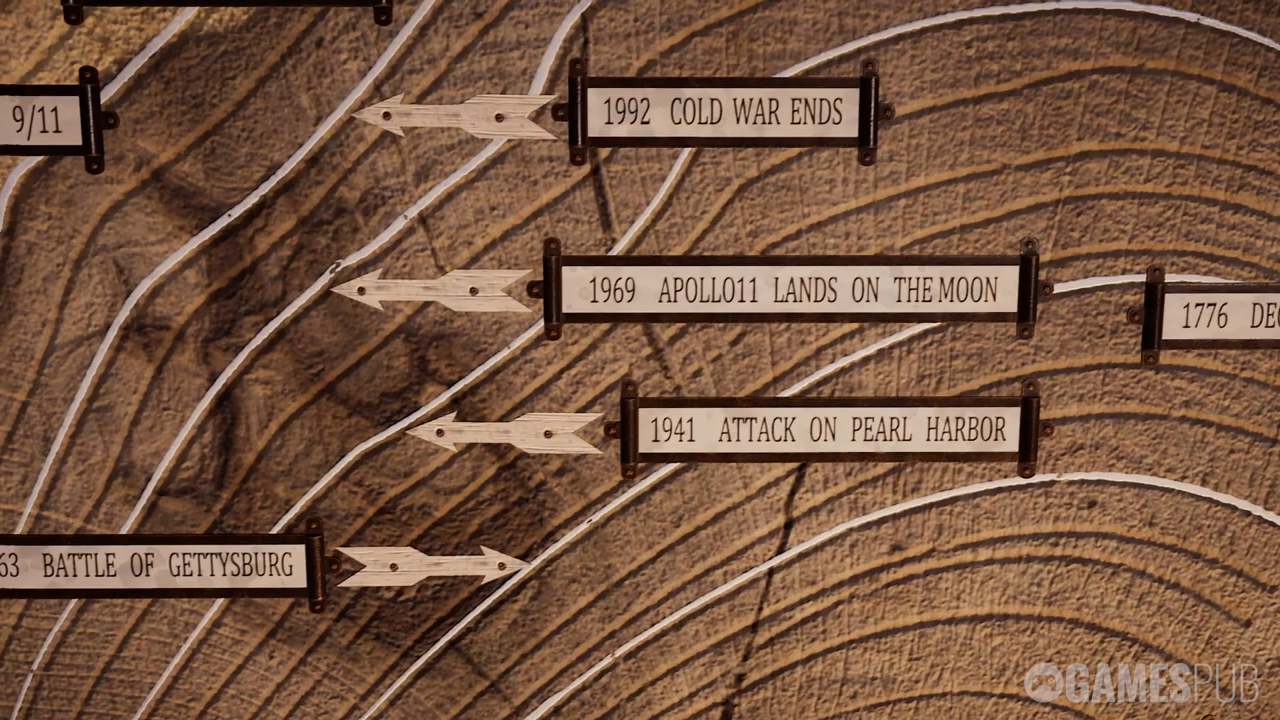 9/11
1992 COLD WAR ENDS
1969 APOLLO11 LANDS ON THE MOON
1776
1941 ATTACK ON PEARL HARBOR
63 BATTLE OF GETTYSBURG
GAMESPUB